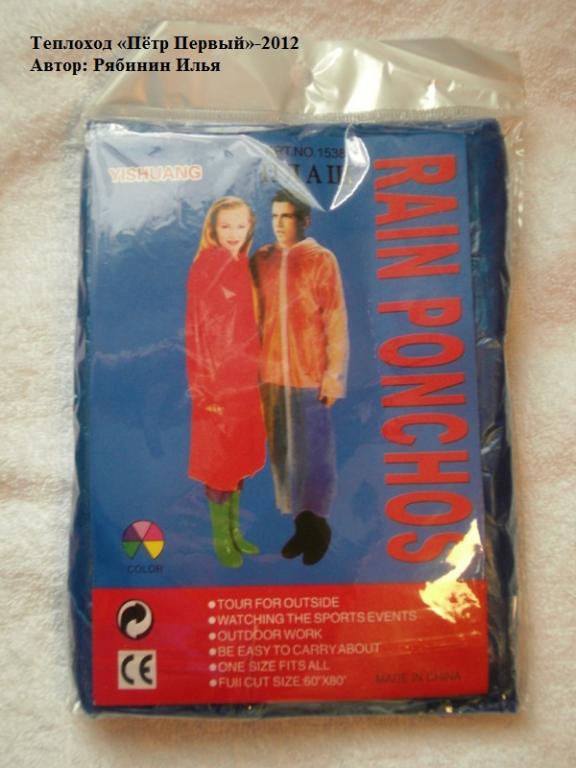 Теплоход «Пётр Первый»-2012
Автор: Рябинин Илья
YISHUANG
RAIN PONCHOS
COLOR
TOUR FOR OUTSIDE
WATCHING THE SPORTS EVENTS
OUTDOOR WORK
BE EASY TO CARRY ABOUT
ONE SIZE FITS ALL
FUll CUT SIZE:60"X80"
CE
MADE IN CHINA